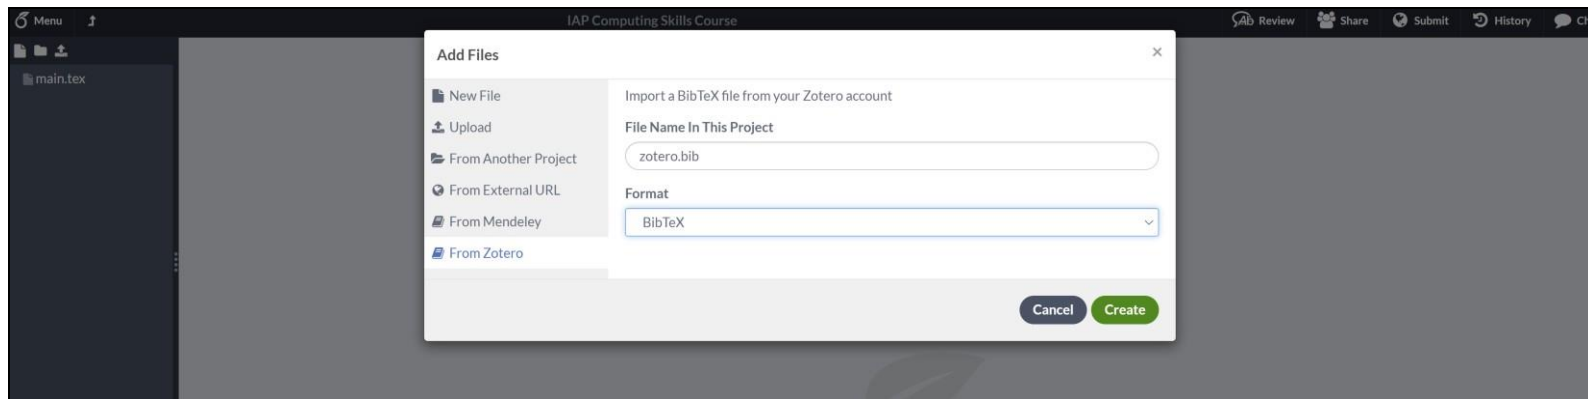 Menu
IAP Computing Skills Course
Review
Share
Submit
History
main.tex
Add Files
×
New File
Upload
From Another Project
From External URL
From Mendeley
From Zotero
Import a BibTeX file from your Zotero account
File Name In This Project
zotero.bib
Format
BibTeX
Cancel
Create